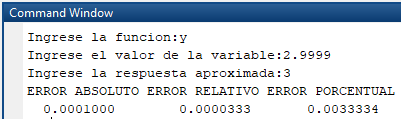 Command Window
Ingrese la funcion:y
Ingrese el valor de la variable:2.9999
Ingrese la respuesta aproximada:3
ERROR ABSOLUTO ERROR RELATIVO ERROR PORCENTUAL
0.0001000 0.0000333 0.0033334